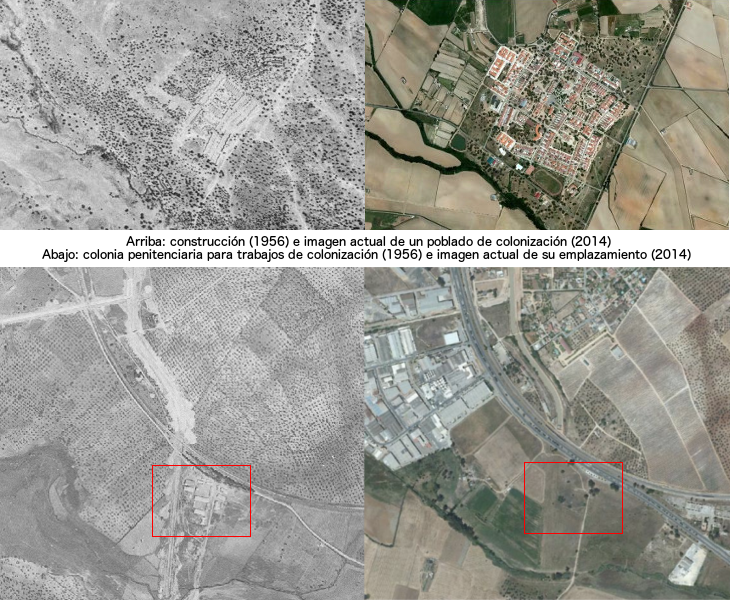 Arriba: construcción (1956) e imagen actual de un poblado de colonización (2014)
Abajo: colonia penitenciaria para trabajos de colonización (1956) e imagen actual de su emplazamiento (2014)